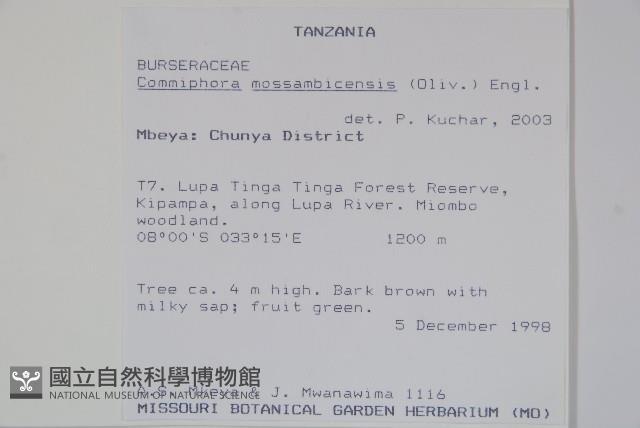 TANZANIA
BURSERACEAE
Commiphora mossambicensis (Oliv.) Engl.
det. P. Kuchar, 2003
Mbeya: Chunya District
T7. Lupa Tinga Tinga Forest Reserve,
Kipampa, along Lupa River. Miombo
woodland.
08°00'S 033°15'E 1200 m
Tree ca. 4 m high. Bark brown with
milky sap; fruit green.
5 December 1998
國立自然科學博物館
NATIONAL MUSEUM OF NATURAL SCIENCE
A.S. Mkeya & J. Mwanawima 1116
MISSOURI BOTANICAL GARDEN HERBARIUM (MO)